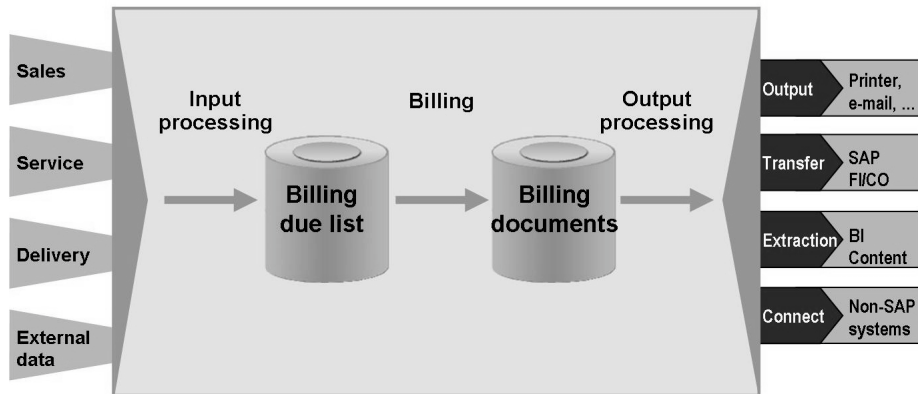 Sales
Service
Delivery
External
data
Input
processing
Billing
due list
Billing
Billing
documents
Output
processing
Output
Printer,
e-mail, ...
Transfer
SAP
FI/CO
Extraction
BI
Content
Connect
Non-SAP
systems